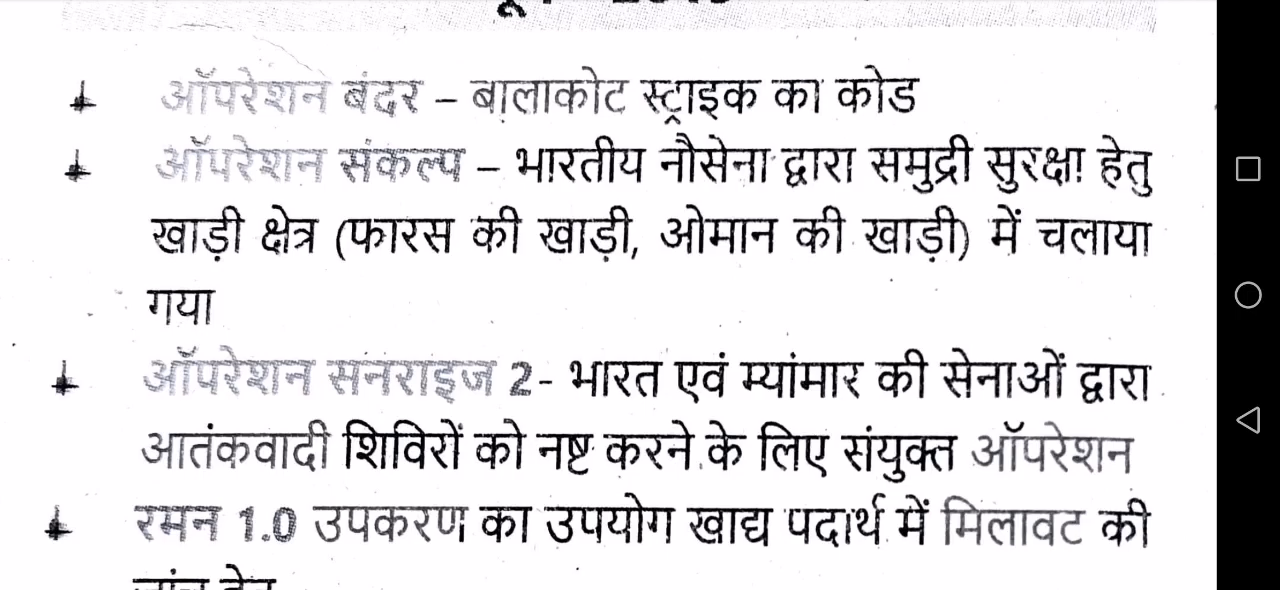 ऑपरेशन बंदर – बालाकोट स्ट्राइक का कोड
ऑपरेशन संकल्प – भारतीय नौसेना द्वारा समुद्री सुरक्षा हेतु
खाड़ी क्षेत्र (फारस की खाड़ी, ओमान की खाड़ी) में चलाया
गया
ऑपरेशन सनराइज 2- भारत एवं म्यांमार की सेनाओं द्वारा
आतंकवादी शिविरों को नष्ट करने के लिए संयुक्त ऑपरेशन
रमन 1.0 उपकरण का उपयोग खाद्य पदार्थ में मिलावट की